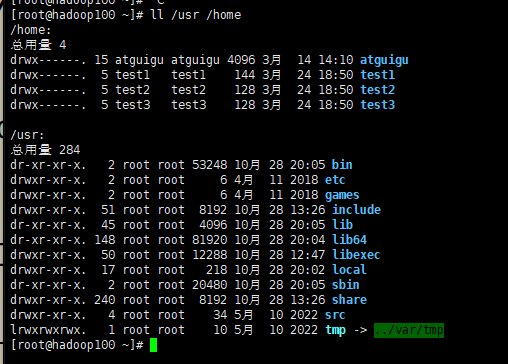 [root@hadoop100 ~]# ^C
[root@hadoop100 ~]# ll /usr /home
/home:
总用量 4
drwx------. 15 atguigu atguigu 4096 3月  14 14:10 atguigu
drwx------.  5 test1   test1    144 3月  24 18:50 test1
drwx------.  5 test2   test2    128 3月  24 18:50 test2
drwx------.  5 test3   test3    128 3月  24 18:50 test3
/usr:
总用量 284
dr-xr-xr-x.   2 root root 53248 10月 28 20:05 bin
drwxr-xr-x.   2 root root     6 4月  11 2018 etc
drwxr-xr-x.   2 root root     6 4月  11 2018 games
drwxr-xr-x.  51 root root  8192 10月 28 13:26 include
dr-xr-xr-x.  45 root root  4096 10月 28 20:05 lib
dr-xr-xr-x. 148 root root 81920 10月 28 20:04 lib64
drwxr-xr-x.  50 root root 12288 10月 28 12:47 libexec
drwxr-xr-x.  17 root root   218 10月 28 20:02 local
dr-xr-xr-x.   2 root root 20480 10月 28 20:05 sbin
drwxr-xr-x. 240 root root  8192 10月 28 13:26 share
drwxr-xr-x.   4 root root    34 5月  10 2022 src
lrwxrwxrwx.   1 root root    10 5月  10 2022 tmp -> ../var/tmp
[root@hadoop100 ~]#